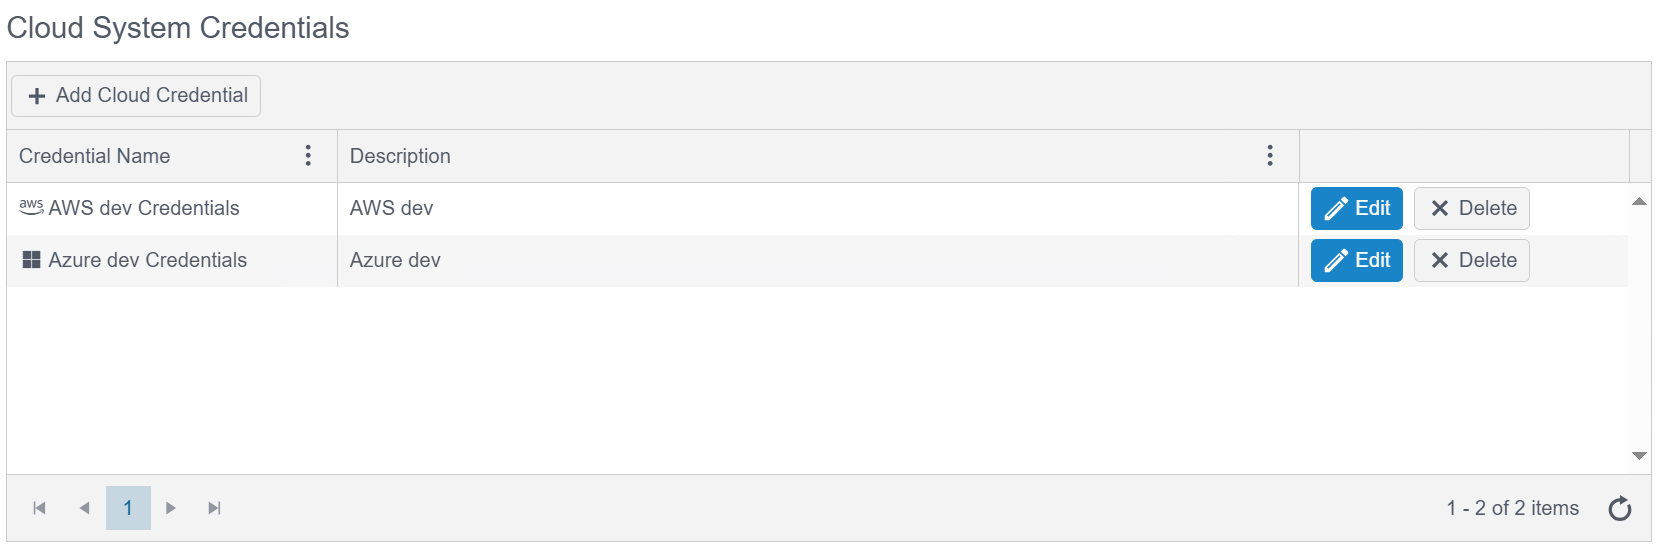 Cloud System Credentials
Add Cloud Credential
Credential Name Description
aws AWS dev Credentials AWS dev Edit Delete
Azure dev Credentials Azure dev Edit Delete
1 1 - 2 of 2 items